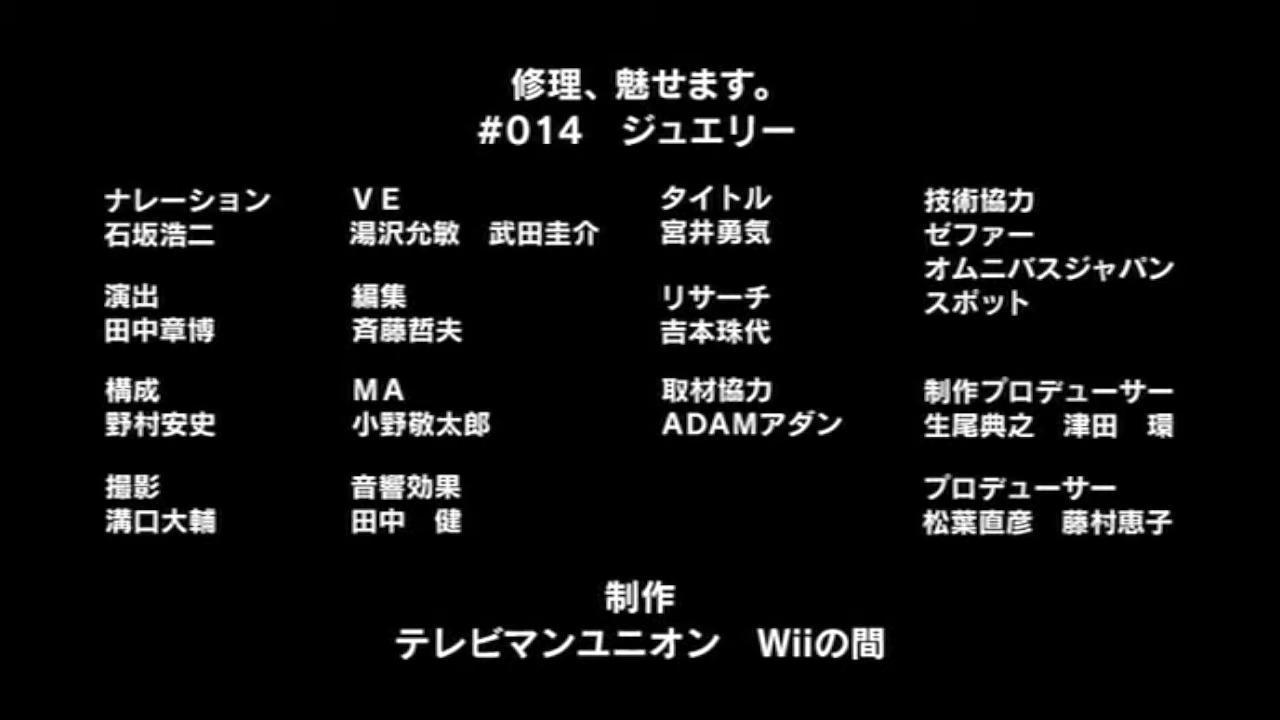 修理、魅せます。
#014　ジュエリー
ナレーション
石坂浩二
演出
田中章博
構成
野村安史
撮影
溝口大輔
ＶＥ
湯沢允敏　武田圭介
編集
斉藤哲夫
ＭＡ
小野敬太郎
音響効果
田中　健
タイトル
宮井勇気
リサーチ
吉本珠代
取材協力
ADAMアダン
技術協力
ゼファー
オムニバスジャパン
スポット
制作プロデューサー
生尾典之　津田　環
プロデューサー
松葉直彦　藤村恵子
制作
テレビマンユニオン　Wiiの間